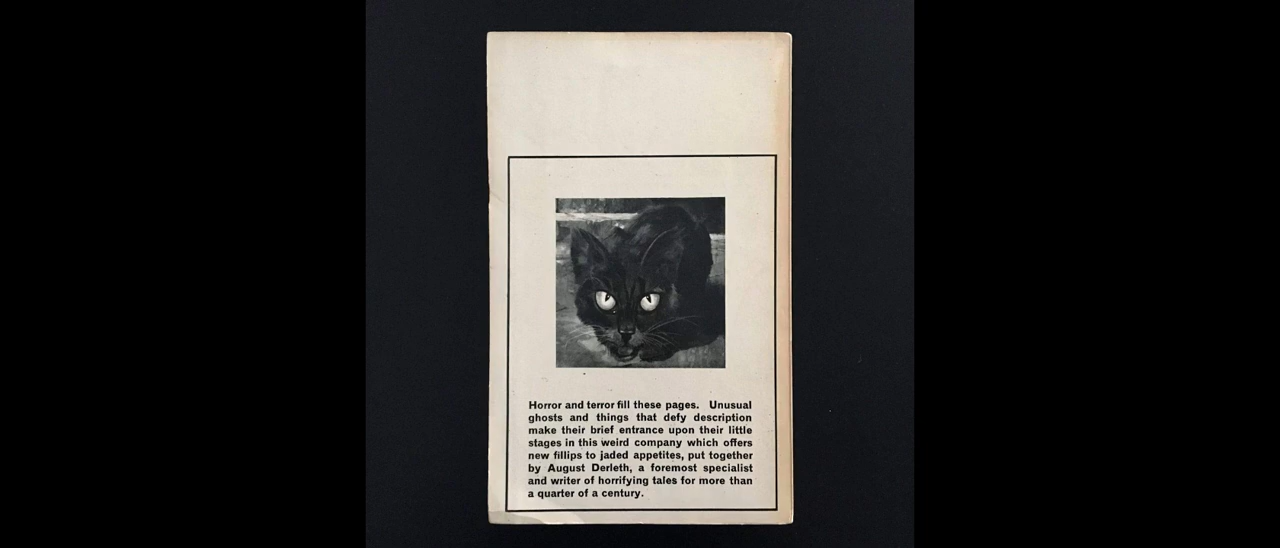 Horror and terror fill these pages. Unusual
ghosts and things that defy description
make their brief entrance upon their little
stages in this weird company which offers
new fillips to jaded appetites, put together
by August Derleth, a foremost specialist
and writer of horrifying tales for more than
a quarter of a century.